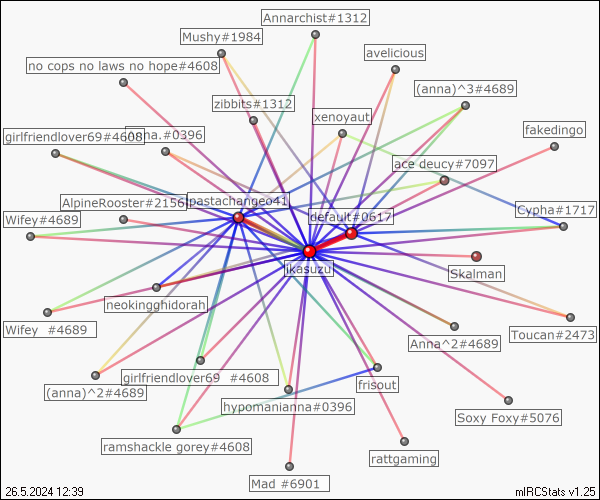 Annarchist#1312
Mushy#1984
avelicious
no cops no laws no hope#4608
(anna)^3#4689
zibbits#1312
xenoyaut
fakedingo
girlfriendlover69#4608
nna.#0396
ace deucy#7097
AlpineRooster#2156
pastachangeo41
default#0617
Cypha#1717
Wifey#4689
jikasuzu
Skalman
neokingghidorah
Wifey  #4689
Toucan#2473
Anna^2#4689
girlfriendlover69  #4608
frisout
(anna)^2#4689
hypomanianna#0396
Soxy Foxy#5076
ramshackle gorey#4608
rattgaming
Mad #6901
26.5.2024 12:39
mIRCStats v1.25